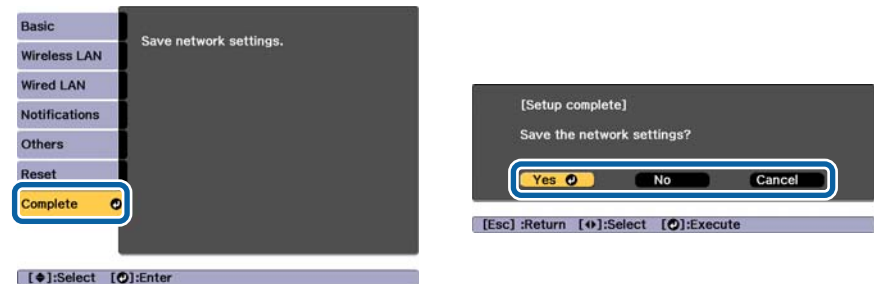 Basic
Save network settings.
Wireless LAN
Wired LAN
Notifications
Others
Reset
Complete
[◆]:Select [⏎]:Enter
[Setup complete]
Save the network settings?
Yes No Cancel
[Esc] :Return [◂▸]:Select [⏎]:Execute